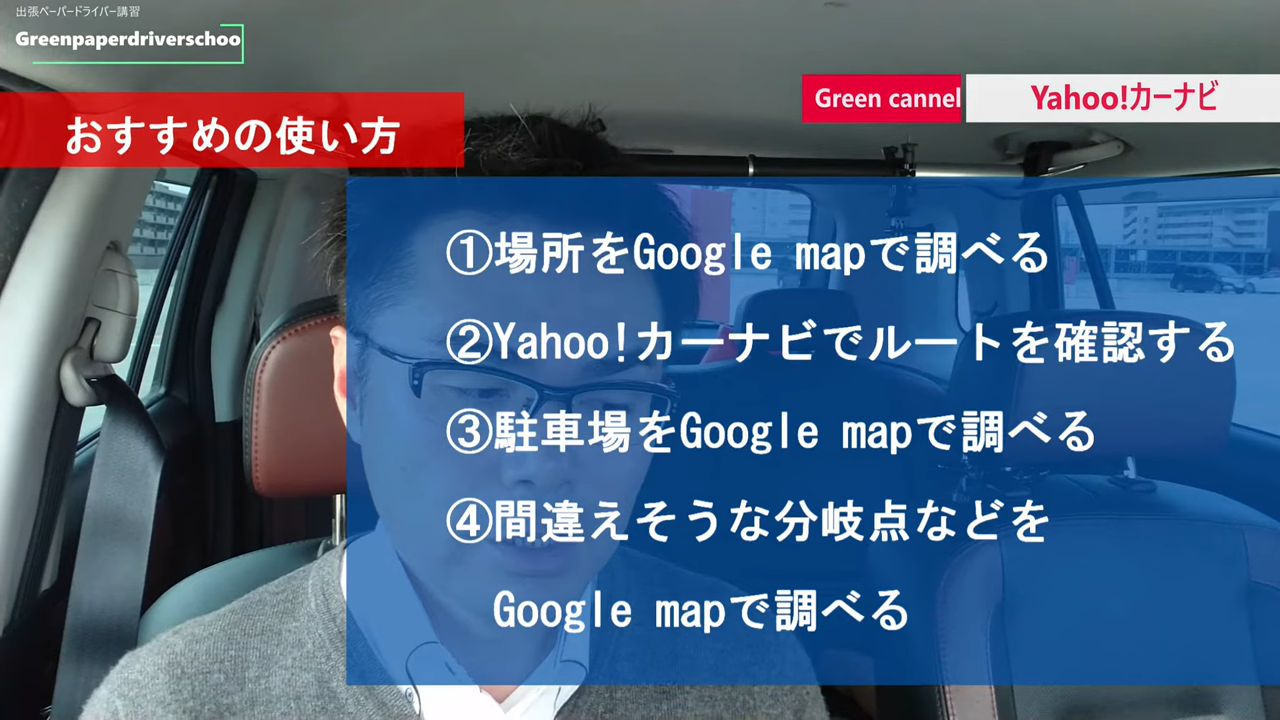 出張ペーパードライバー講習
Greenpaperdriverschoo
Green cannel
Yahoo!カーナビ
おすすめの使い方
①場所をGoogle mapで調べる
②Yahoo!カーナビでルートを確認する
③駐車場をGoogle mapで調べる
④間違えそうな分岐点などを
Google mapで調べる